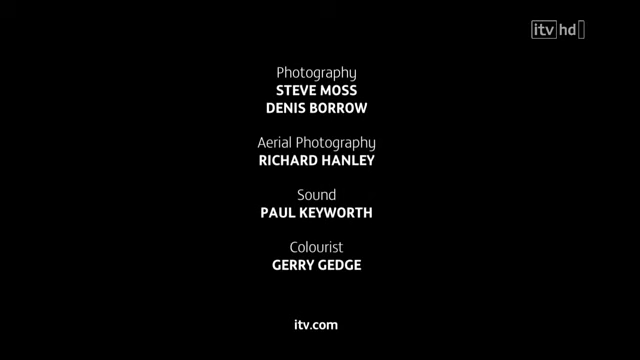 itv hd
Photography
STEVE MOSS
DENIS BORROW
Aerial Photography
RICHARD HANLEY
Sound
PAUL KEYWORTH
Colourist
GERRY GEDGE
itv.com